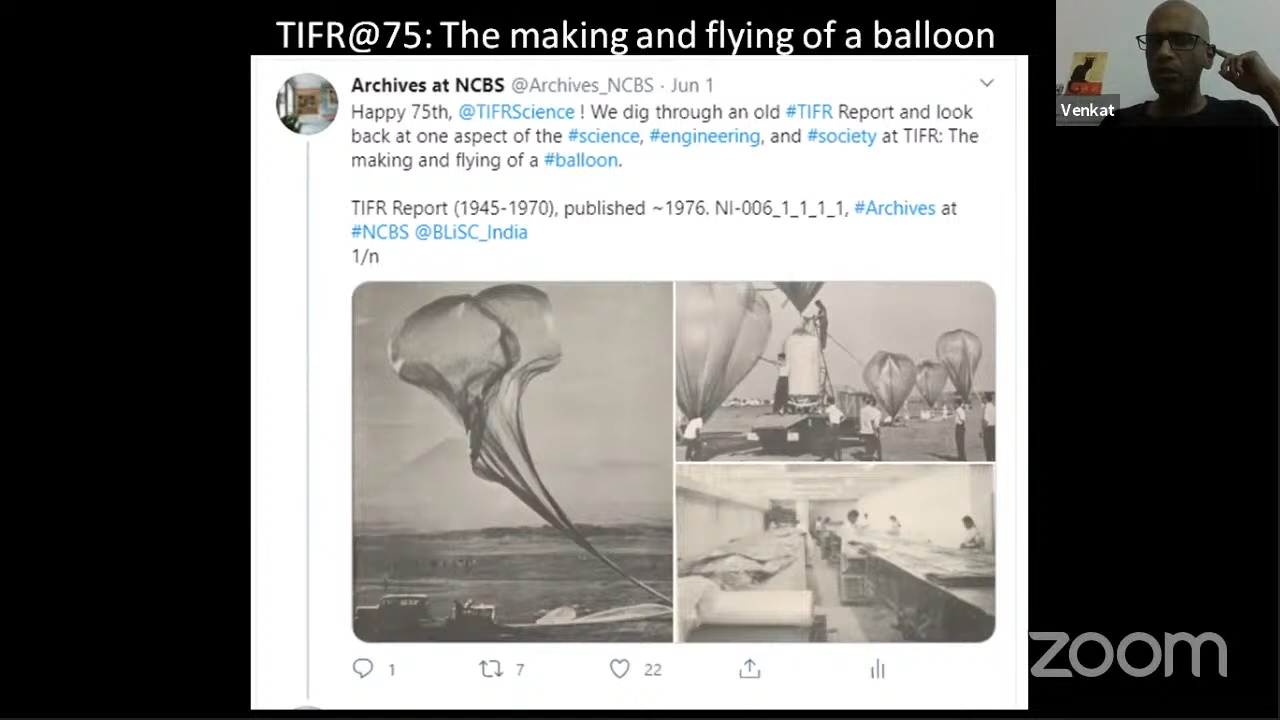 TIFR@75: The making and flying of a balloon
Archives at NCBS @Archives_NCBS · Jun 1
Happy 75th, @TIFRScience ! We dig through an old #TIFR Report and look
back at one aspect of the #science, #engineering, and #society at TIFR: The
making and flying of a #balloon.
TIFR Report (1945-1970), published ~1976. NI-006_1_1_1_1, #Archives at
#NCBS @BLiSC_India
1/n
1 7 22
Venkat
zoom